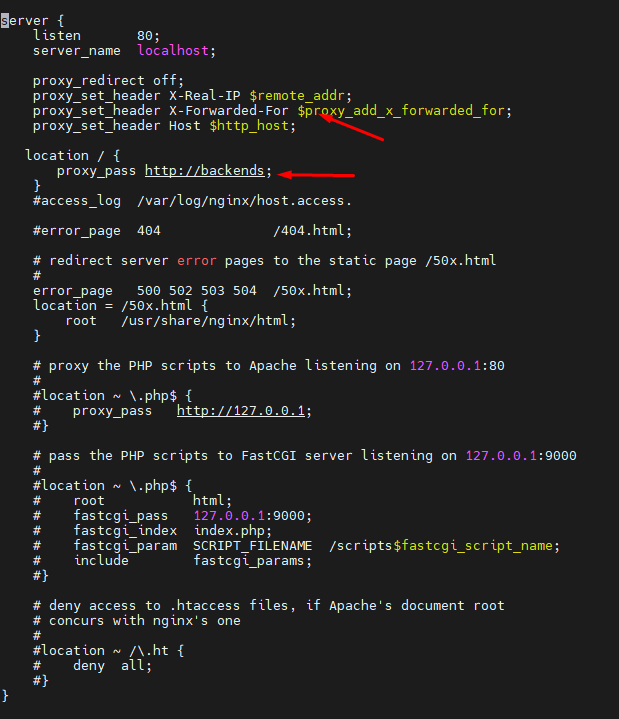 server {
    listen       80;
    server_name  localhost;

    proxy_redirect off;
    proxy_set_header X-Real-IP $remote_addr;
    proxy_set_header X-Forwarded-For $proxy_add_x_forwarded_for;
    proxy_set_header Host $http_host;

   location / {
       proxy_pass http://backends;
    }
    #access_log  /var/log/nginx/host.access.

    #error_page  404              /404.html;

    # redirect server error pages to the static page /50x.html
    #
    error_page   500 502 503 504  /50x.html;
    location = /50x.html {
        root   /usr/share/nginx/html;
    }

    # proxy the PHP scripts to Apache listening on 127.0.0.1:80
    #
    #location ~ \.php$ {
    #    proxy_pass   http://127.0.0.1;
    #}

    # pass the PHP scripts to FastCGI server listening on 127.0.0.1:9000
    #
    #location ~ \.php$ {
    #    root           html;
    #    fastcgi_pass   127.0.0.1:9000;
    #    fastcgi_index  index.php;
    #    fastcgi_param  SCRIPT_FILENAME  /scripts$fastcgi_script_name;
    #    include        fastcgi_params;
    #}

    # deny access to .htaccess files, if Apache's document root
    # concurs with nginx's one
    #
    #location ~ /\.ht {
    #    deny  all;
    #}
}